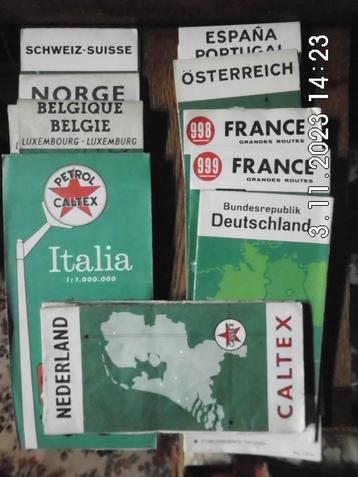 SCHWEIZ-SUISSE
NORGE
BELGIQUE
BELGIE
LUXEMBOURG - LUXEMBURG
PETROL
CALTEX
Italia
1:1.000.000
ESPAÑA
PORTUGAL
ÖSTERREICH
998 FRANCE
GRANDES ROUTES
999 FRANCE
GRANDES ROUTES
Bundesrepublik
Deutschland
NEDERLAND
CALTEX
CALTEX
3.11.2023 14:23